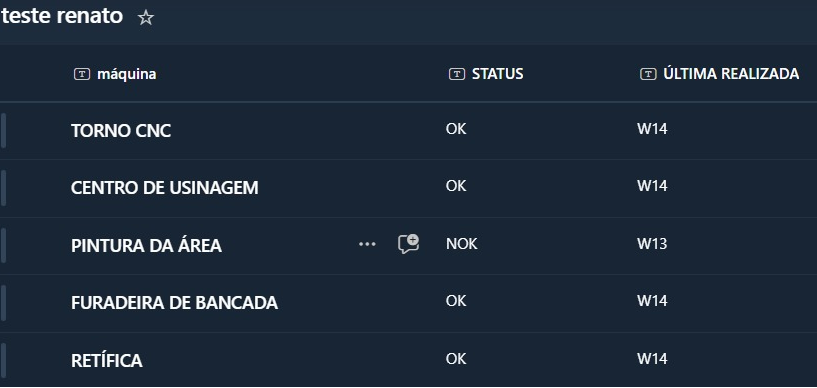 teste renato
máquina STATUS ÚLTIMA REALIZADA
TORNO CNC OK W14
CENTRO DE USINAGEM OK W14
PINTURA DA ÁREA NOK W13
FURADEIRA DE BANCADA OK W14
RETÍFICA OK W14